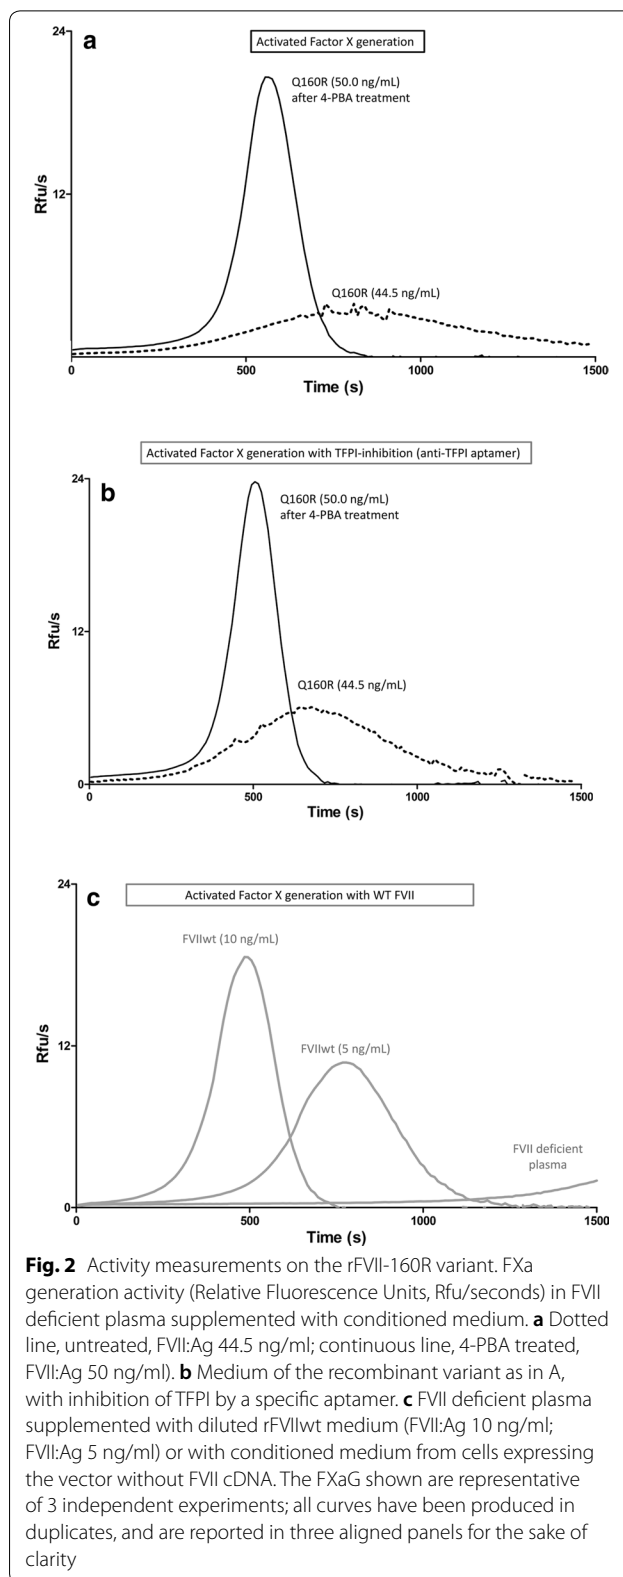 a
Activated Factor X generation
24
12
0
Rfu/s
Q160R (50.0 ng/mL)
after 4-PBA treatment
Q160R (44.5 ng/mL)
0
500
1000
1500
Time (s)
Activated Factor X generation with TFPI-inhibition (anti-TFPI aptamer)
b
24
12
0
Rfu/s
Q160R (50.0 ng/mL)
after 4-PBA treatment
Q160R (44.5 ng/mL)
0
500
1000
1500
Time (s)
c
Activated Factor X generation with WT FVII
24
12
0
Rfu/s
FVIIwt (10 ng/mL)
FVIIwt (5 ng/mL)
FVII deficient
plasma
0
500
1000
1500
Time (s)
Fig. 2 Activity measurements on the rFVII-160R variant. FXa
generation activity (Relative Fluorescence Units, Rfu/seconds) in FVII
deficient plasma supplemented with conditioned medium. a Dotted
line, untreated, FVII:Ag 44.5 ng/ml; continuous line, 4-PBA treated,
FVII:Ag 50 ng/ml). b Medium of the recombinant variant as in A,
with inhibition of TFPI by a specific aptamer. c FVII deficient plasma
supplemented with diluted rFVIIwt medium (FVII:Ag 10 ng/ml;
FVII:Ag 5 ng/ml) or with conditioned medium from cells expressing
the vector without FVII cDNA. The FXaG shown are representative
of 3 independent experiments; all curves have been produced in
duplicates, and are reported in three aligned panels for the sake of
clarity